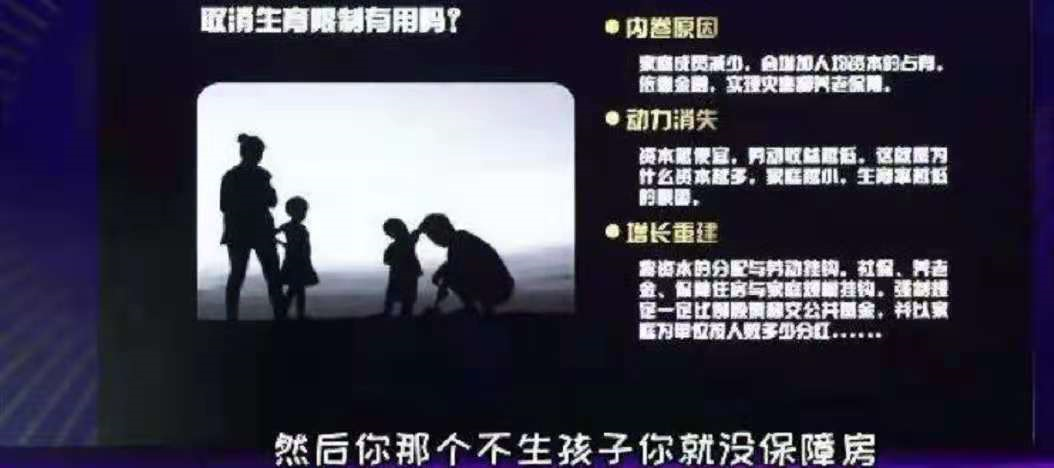 取消生育限制有用吗?
内卷原因
家庭成员减少,会增加人均资本的占有。
依靠金融,实现灾害和养老保障。
动力消失
资本越便宜,劳动收益越低。这就是为
什么资本越多,家庭越小,生育率越低
的原因。
增长重建
将资本的分配与劳动挂钩。社保、养老
金、保障住房与家庭规模挂钩。强制规
定一定比例股票移交公共基金,并以家
庭为单位按人数多少分红......
然后你那个不生孩子你就没保障房